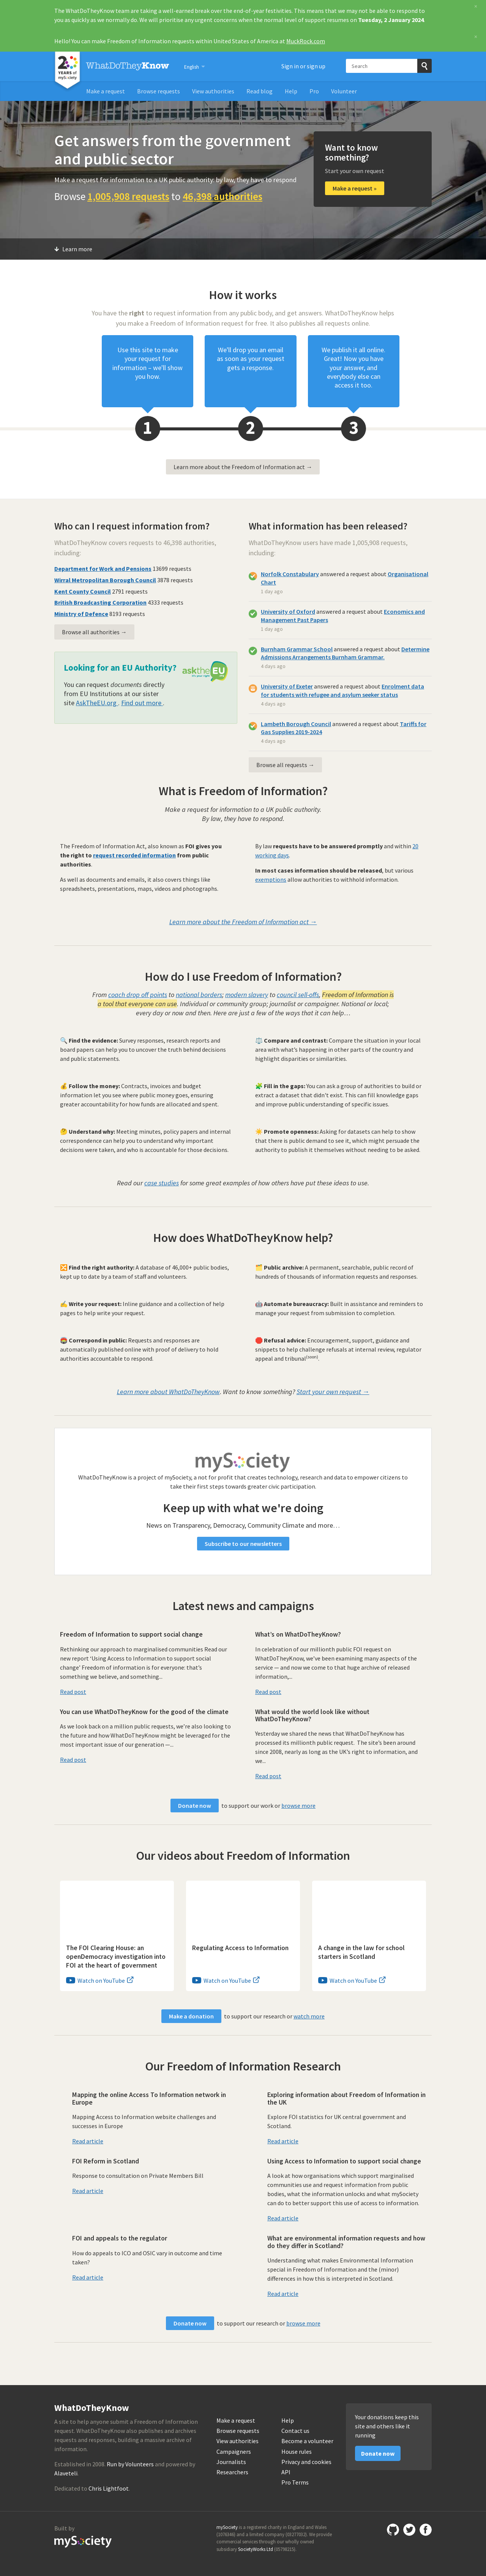 The WhatDoTheyKnow team are taking a well-earned break over the end-of-year festivities. This means that we may not be able to respond to
you as quickly as we normally do. We will prioritise any urgent concerns when the normal level of support resumes on Tuesday, 2 January 2024.
Hello! You can make Freedom of Information requests within United States of America at MuckRock.com
20
YEARS
of
my soc iety
WhatDoTheyKnow
English
Sign in or sign up
Search
Make a request
Browse requests
View authorities
Read blog
Help
Pro
Volunteer
Get answers from the government
and public sector
Make a request for information to a UK public authority: by law, they have to respond
Browse 1,005,908 requests to 46,398 authorities
Want to know
something?
Start your own request
Make a request »
Learn more
How it works
You have the right to request information from any public body, and get answers. WhatDoTheyKnow helps
you make a Freedom of Information request for free. It also publishes all requests online.
Use this site to make
your request for
information – we'll show
you how.
We'll drop you an email
as soon as your request
gets a response.
We publish it all online.
Great! Now you have
your answer, and
everybody else can
access it too.
1
2
3
Learn more about the Freedom of Information act →
Who can I request information from?
WhatDoTheyKnow covers requests to 46,398 authorities,
including:
Department for Work and Pensions 13699 requests
Wirral Metropolitan Borough Council 3878 requests
Kent County Council 2791 requests
British Broadcasting Corporation 4333 requests
Ministry of Defence 8193 requests
Browse all authorities →
Looking for an EU Authority?
asktheEU
You can request documents directly
from EU Institutions at our sister
site AskTheEU.org . Find out more .
What information has been released?
WhatDoTheyKnow users have made 1,005,908 requests,
including:
Norfolk Constabulary answered a request about Organisational
Chart
1 day ago
University of Oxford answered a request about Economics and
Management Past Papers
1 day ago
Burnham Grammar School answered a request about Determine
Admissions Arrangements Burnham Grammar.
4 days ago
University of Exeter answered a request about Enrolment data
for students with refugee and asylum seeker status
4 days ago
Lambeth Borough Council answered a request about Tariffs for
Gas Supplies 2019-2024
4 days ago
Browse all requests →
What is Freedom of Information?
Make a request for information to a UK public authority.
By law, they have to respond.
The Freedom of Information Act, also known as FOI gives you
the right to request recorded information from public
authorities.
As well as documents and emails, it also covers things like
spreadsheets, presentations, maps, videos and photographs.
By law requests have to be answered promptly and within 20
working days.
In most cases information should be released, but various
exemptions allow authorities to withhold information.
Learn more about the Freedom of Information act →
How do I use Freedom of Information?
From coach drop off points to national borders; modern slavery to council sell-offs, Freedom of Information is
a tool that everyone can use. Individual or community group; journalist or campaigner. National or local;
every day or now and then. Here are just a few of the ways that it can help…
🔍 Find the evidence: Survey responses, research reports and
board papers can help you to uncover the truth behind decisions
and public statements.
⚖️ Compare and contrast: Compare the situation in your local
area with what's happening in other parts of the country and
highlight disparities or similarities.
💰 Follow the money: Contracts, invoices and budget
information let you see where public money goes, ensuring
greater accountability for how funds are allocated and spent.
🧩 Fill in the gaps: You can ask a group of authorities to build or
extract a dataset that didn't exist. This can fill knowledge gaps
and improve public understanding of specific issues.
🤔 Understand why: Meeting minutes, policy papers and internal
correspondence can help you to understand why important
decisions were taken, and who is accountable for those decisions.
☀️ Promote openness: Asking for datasets can help to show
that there is public demand to see it, which might persuade the
authority to publish it themselves without needing to be asked.
Read our case studies for some great examples of how others have put these ideas to use.
How does WhatDoTheyKnow help?
🔀 Find the right authority: A database of 46,000+ public bodies,
kept up to date by a team of staff and volunteers.
🗂️ Public archive: A permanent, searchable, public record of
hundreds of thousands of information requests and responses.
✍️ Write your request: Inline guidance and a collection of help
pages to help write your request.
🤖 Automate bureaucracy: Built in assistance and reminders to
manage your request from submission to completion.
Correspond in public: Requests and responses are
automatically published online with proof of delivery to hold
authorities accountable to respond.
🛑 Refusal advice: Encouragement, support, guidance and
snippets to help challenge refusals at internal review, regulator
appeal and tribunal
Learn more about WhatDoTheyKnow. Want to know something? Start your own request →
mySociety
WhatDoTheyKnow is a project of mySociety, a not for profit that creates technology, research and data to empower citizens to
take their first steps towards greater civic participation.
Keep up with what we're doing
News on Transparency, Democracy, Community Climate and more…
Subscribe to our newsletters
Latest news and campaigns
Freedom of Information to support social change
Rethinking our approach to marginalised communities Read our
new report 'Using Access to Information to support social
change' Freedom of information is for everyone: that's
something we believe, and something...
Read post
What's on WhatDoTheyKnow?
In celebration of our millionth public FOI request on
WhatDoTheyKnow, we've been examining many aspects of the
service — and now we come to that huge archive of released
information,...
Read post
You can use WhatDoTheyKnow for the good of the climate
As we look back on a million public requests, we're also looking to
the future and how WhatDoTheyKnow might be leveraged for the
most important issue of our generation —...
Read post
What would the world look like without
WhatDoTheyKnow?
Yesterday we shared the news that WhatDoTheyKnow has
processed its millionth public request. The site's been around
since 2008, nearly as long as the UK's right to information, and
we...
Read post
Donate now to support our work or browse more
Our videos about Freedom of Information
The FOI Clearing House: an
openDemocracy investigation into
FOI at the heart of government
Watch on YouTube
Regulating Access to Information
Watch on YouTube
A change in the law for school
starters in Scotland
Watch on YouTube
Make a donation to support our research or watch more
Our Freedom of Information Research
Mapping the online Access To Information network in
Europe
Mapping Access to Information website challenges and
successes in Europe
Read article
Exploring information about Freedom of Information in
the UK
Explore FOI statistics for UK central government and
Scotland.
Read article
FOI Reform in Scotland
Response to consultation on Private Members Bill
Read article
Using Access to Information to support social change
A look at how organisations which support marginalised
communities use and request information from public
bodies, what the information unlocks and what mySociety
can do to better support this use of access to information.
Read article
FOI and appeals to the regulator
How do appeals to ICO and OSIC vary in outcome and time
taken?
Read article
What are environmental information requests and how
do they differ in Scotland?
Understanding what makes Environmental Information
special in Freedom of Information and the (minor)
differences in how this is interpreted in Scotland.
Read article
Donate now to support our research or browse more
WhatDoTheyKnow
A site to help anyone submit a Freedom of Information
request. WhatDoTheyKnow also publishes and archives
requests and responses, building a massive archive of
information.
Established in 2008. Run by Volunteers and powered by
Alaveteli.
Dedicated to Chris Lightfoot.
Make a request
Browse requests
View authorities
Campaigners
Journalists
Researchers
Help
Contact us
Become a volunteer
House rules
Privacy and cookies
API
Pro Terms
Your donations keep this
site and others like it
running
Donate now
Built by
mySociety
mySociety is a registered charity in England and Wales
(1076346) and a limited company (03277032). We provide
commercial services through our wholly owned
subsidiary SocietyWorks Ltd (05798215).